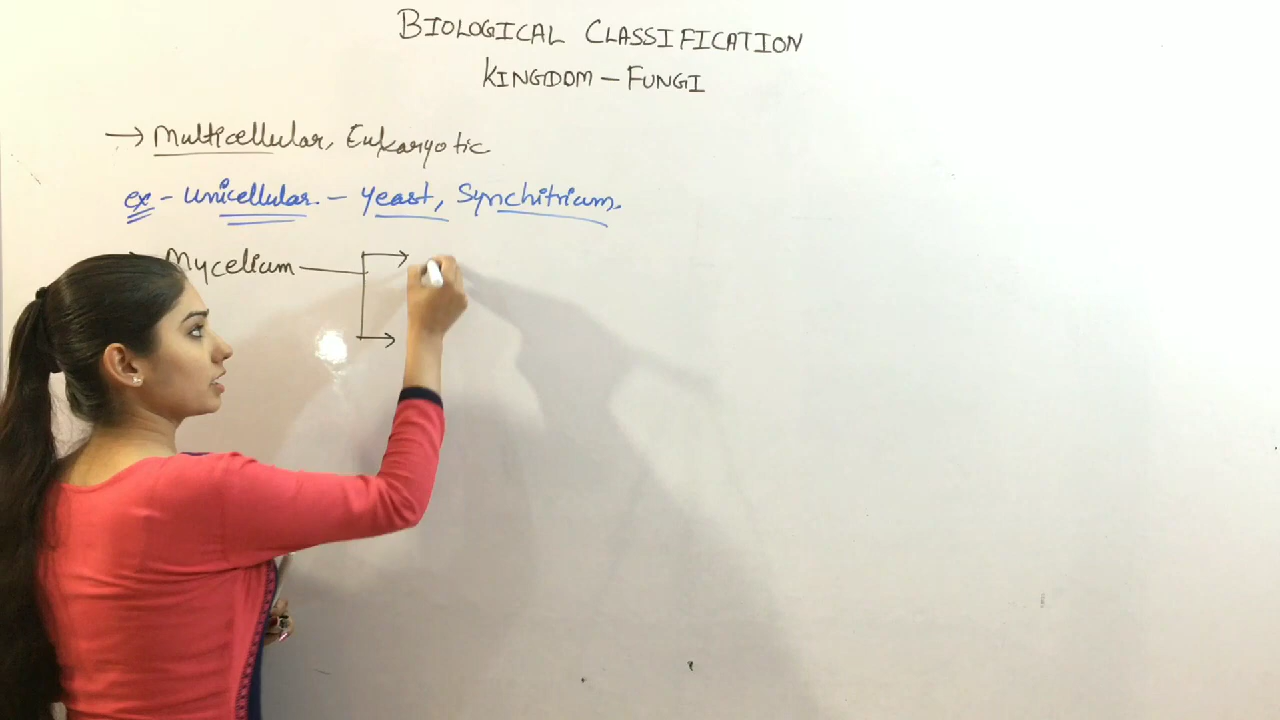 BIOLOGICAL CLASSIFICATION
KINGDOM – FUNGI
→ Multicellular, Eukaryotic
ex - Unicellular. - Yeast, Synchitrium.
Mycelium